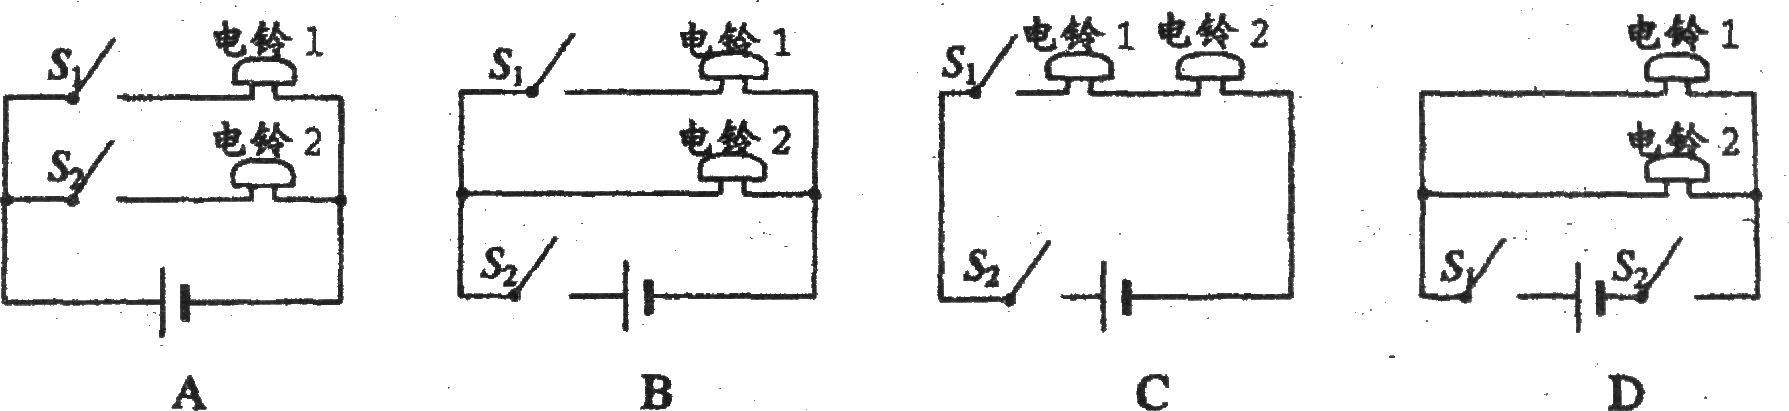 S₁ 电铃 1
S₂ 电铃 2
A
S₁ 电铃 1
电铃 2
S₂
B
S₁ 电铃 1 电铃 2
S₂
C
电铃 1
电铃 2
S₁ S₂
D